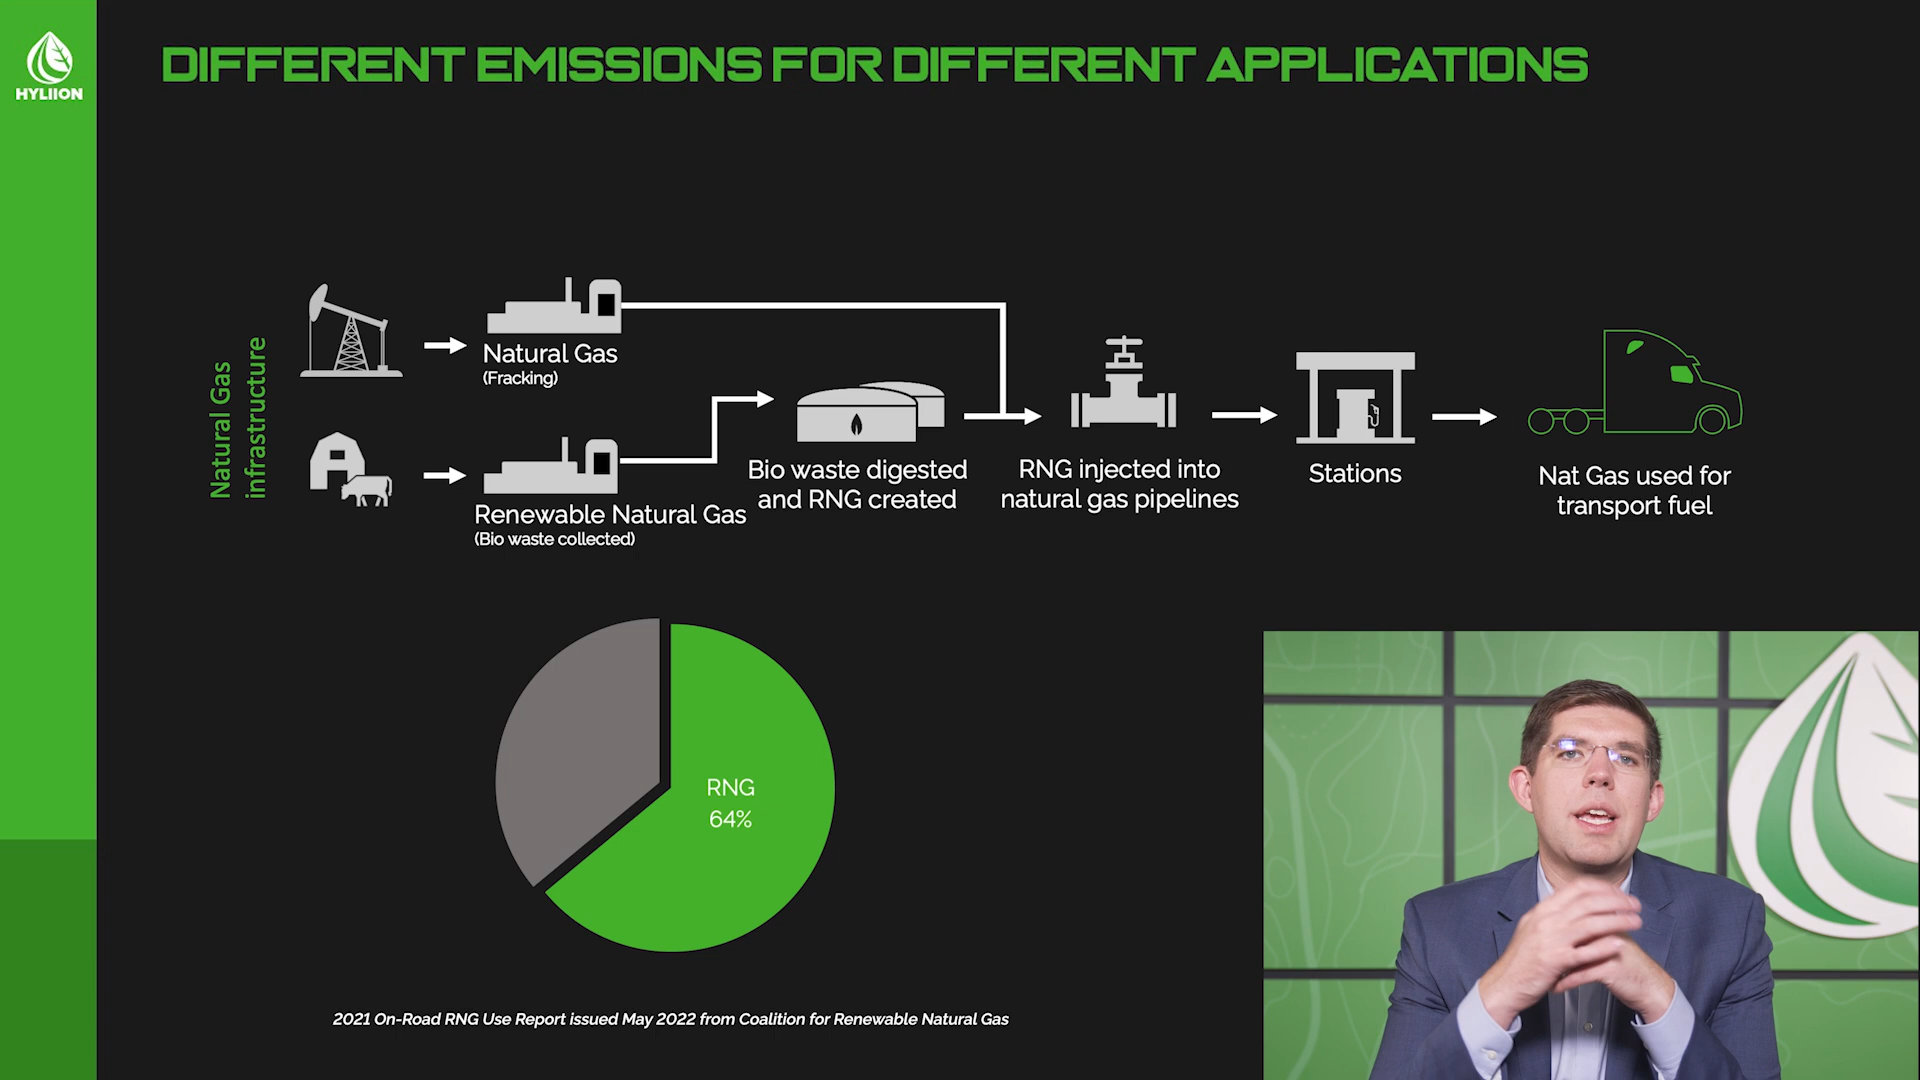 HYLIION
DIFFERENT EMISSIONS FOR DIFFERENT APPLICATIONS
Natural Gas
infrastructure
Natural Gas
(Fracking)
Renewable Natural Gas
(Bio waste collected)
Bio waste digested
and RNG created
RNG injected into
natural gas pipelines
Stations
Nat Gas used for
transport fuel
RNG
64%
2021 On-Road RNG Use Report issued May 2022 from Coalition for Renewable Natural Gas